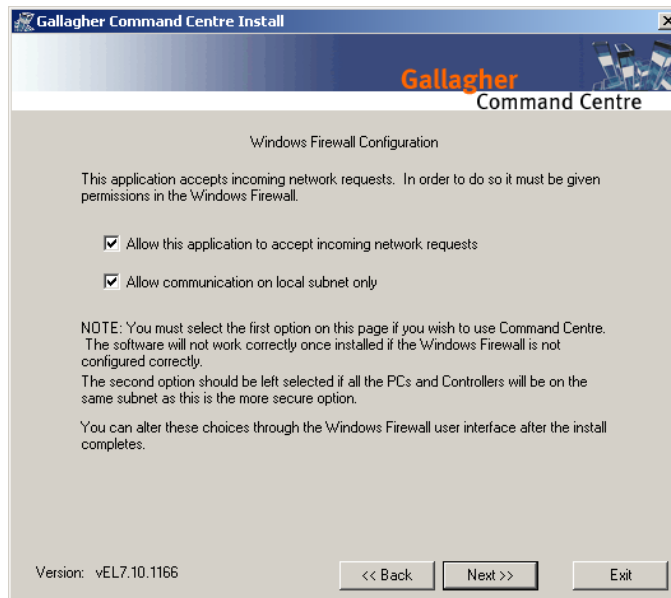 Gallagher Command Centre Install
Gallagher
Command Centre
Windows Firewall Configuration
This application accepts incoming network requests.  In order to do so it must be given
permissions in the Windows Firewall.
Allow this application to accept incoming network requests
Allow communication on local subnet only
NOTE: You must select the first option on this page if you wish to use Command Centre.
The software will not work correctly once installed if the Windows Firewall is not
configured correctly.
The second option should be left selected if all the PCs and Controllers will be on the
same subnet as this is the more secure option.
You can alter these choices through the Windows Firewall user interface after the install
completes.
Version:  vEL7.10.1166
<< Back
Next >>
Exit